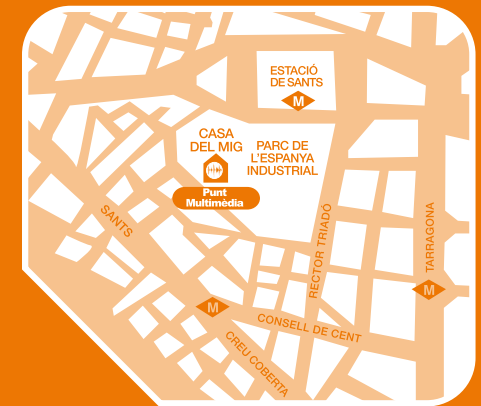 ESTACIÓ
DE SANTS
M
CASA
DEL MIG
PARC DE
L'ESPANYA
INDUSTRIAL
Punt
Multimèdia
SANTS
RECTOR TRIADÓ
TARRAGONA
M
M
CONSELL DE CENT
CREU COBERTA